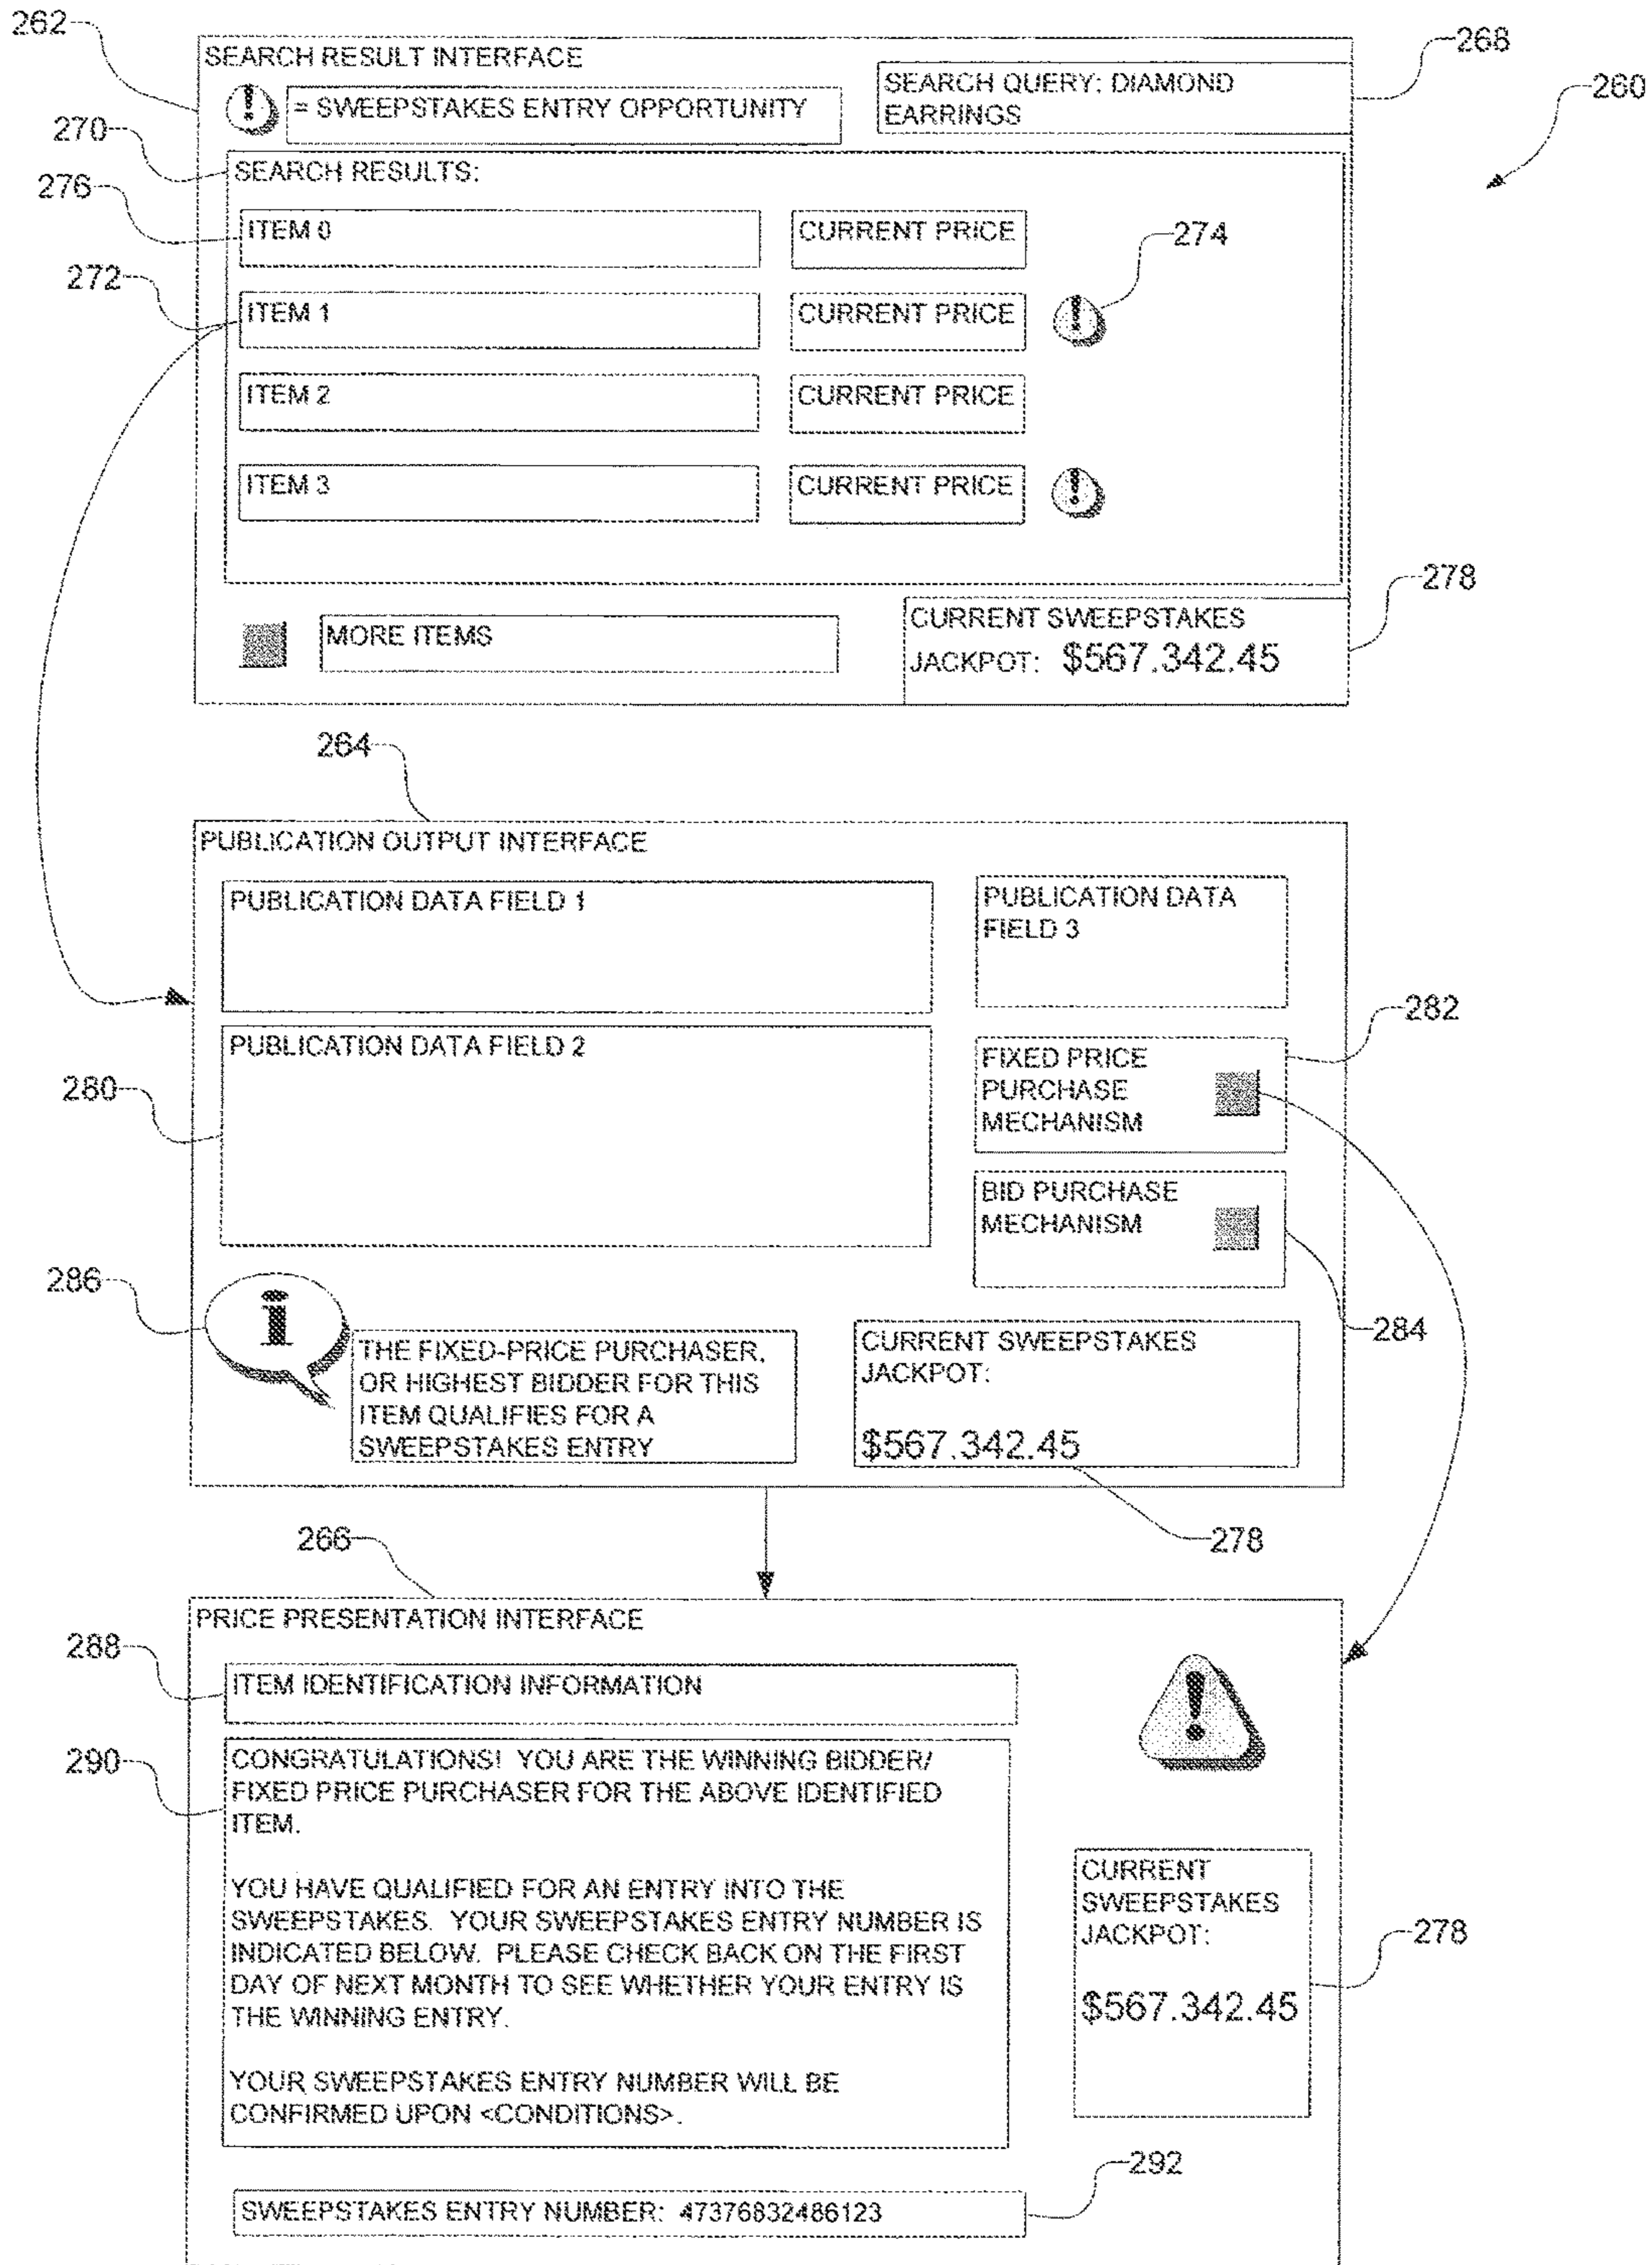 262
SEARCH RESULT INTERFACE
268
! = SWEEPSTAKES ENTRY OPPORTUNITY
SEARCH QUERY: DIAMOND
EARRINGS
260
270
SEARCH RESULTS:
276
ITEM 0
CURRENT PRICE
274
272
ITEM 1
CURRENT PRICE
!
ITEM 2
CURRENT PRICE
ITEM 3
CURRENT PRICE
!
278
MORE ITEMS
CURRENT SWEEPSTAKES
JACKPOT: $567.342.45
264
PUBLICATION OUTPUT INTERFACE
PUBLICATION DATA FIELD 1
PUBLICATION DATA
FIELD 3
282
PUBLICATION DATA FIELD 2
FIXED PRICE
PURCHASE
MECHANISM
280
BID PURCHASE
MECHANISM
284
286
i
THE FIXED-PRICE PURCHASER,
OR HIGHEST BIDDER FOR THIS
ITEM QUALIFIES FOR A
SWEEPSTAKES ENTRY
CURRENT SWEEPSTAKES
JACKPOT:
$567.342.45
278
266
PRICE PRESENTATION INTERFACE
288
ITEM IDENTIFICATION INFORMATION
!
290
CONGRATULATIONS! YOU ARE THE WINNING BIDDER/
FIXED PRICE PURCHASER FOR THE ABOVE IDENTIFIED
ITEM.
YOU HAVE QUALIFIED FOR AN ENTRY INTO THE
SWEEPSTAKES. YOUR SWEEPSTAKES ENTRY NUMBER IS
INDICATED BELOW. PLEASE CHECK BACK ON THE FIRST
DAY OF NEXT MONTH TO SEE WHETHER YOUR ENTRY IS
THE WINNING ENTRY.
YOUR SWEEPSTAKES ENTRY NUMBER WILL BE
CONFIRMED UPON <CONDITIONS>.
CURRENT
SWEEPSTAKES
JACKPOT:
$567.342.45
278
292
SWEEPSTAKES ENTRY NUMBER: 47376832486123